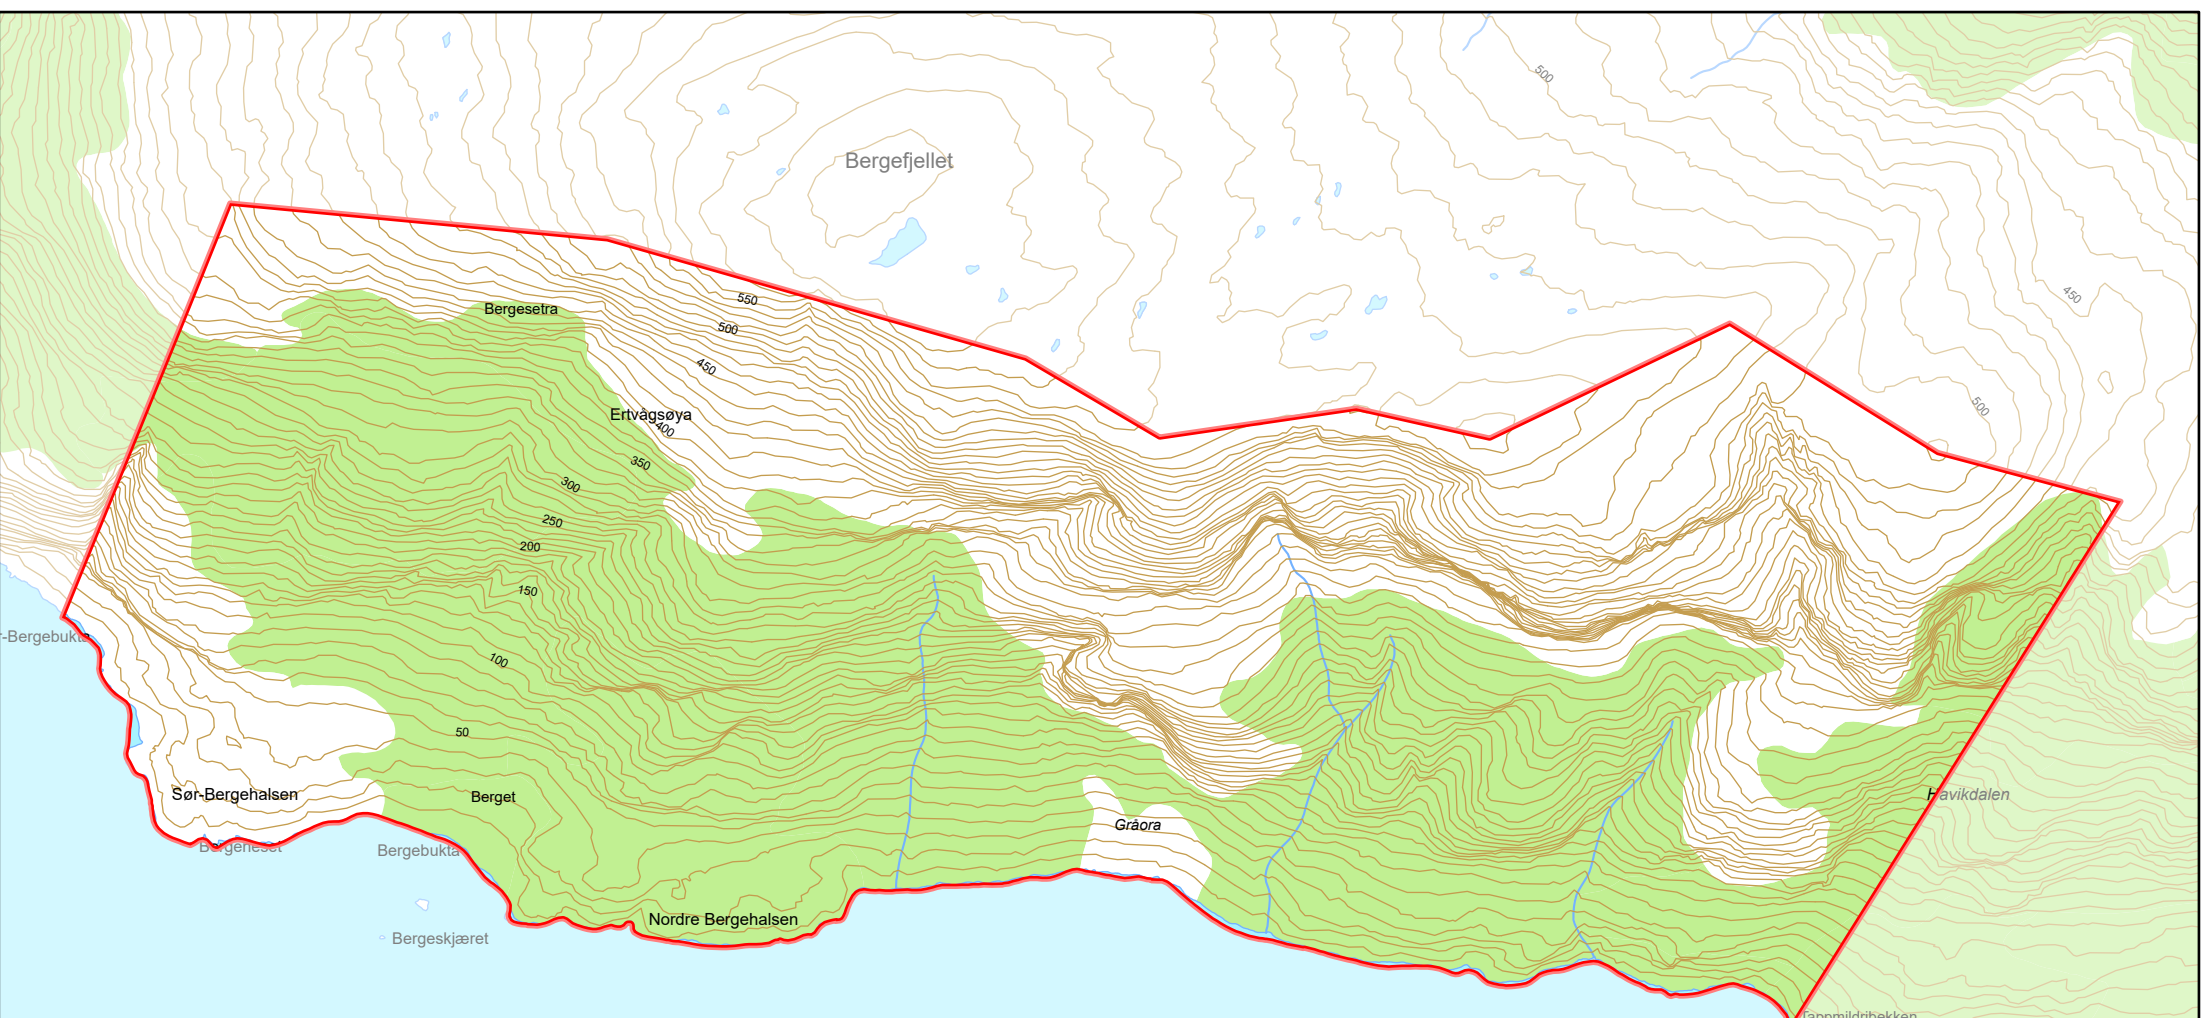 500
Bergefjellet
450
550
Bergesetra
500
450
500
Ertvågsøya
400
350
300
250
200
150
r-Bergebukta
100
50
Sør-Bergehalsen
Berget
Havikdalen
Gråora
Bergeneset
Bergebukta
Nordre Bergehalsen
Bergeskjæret